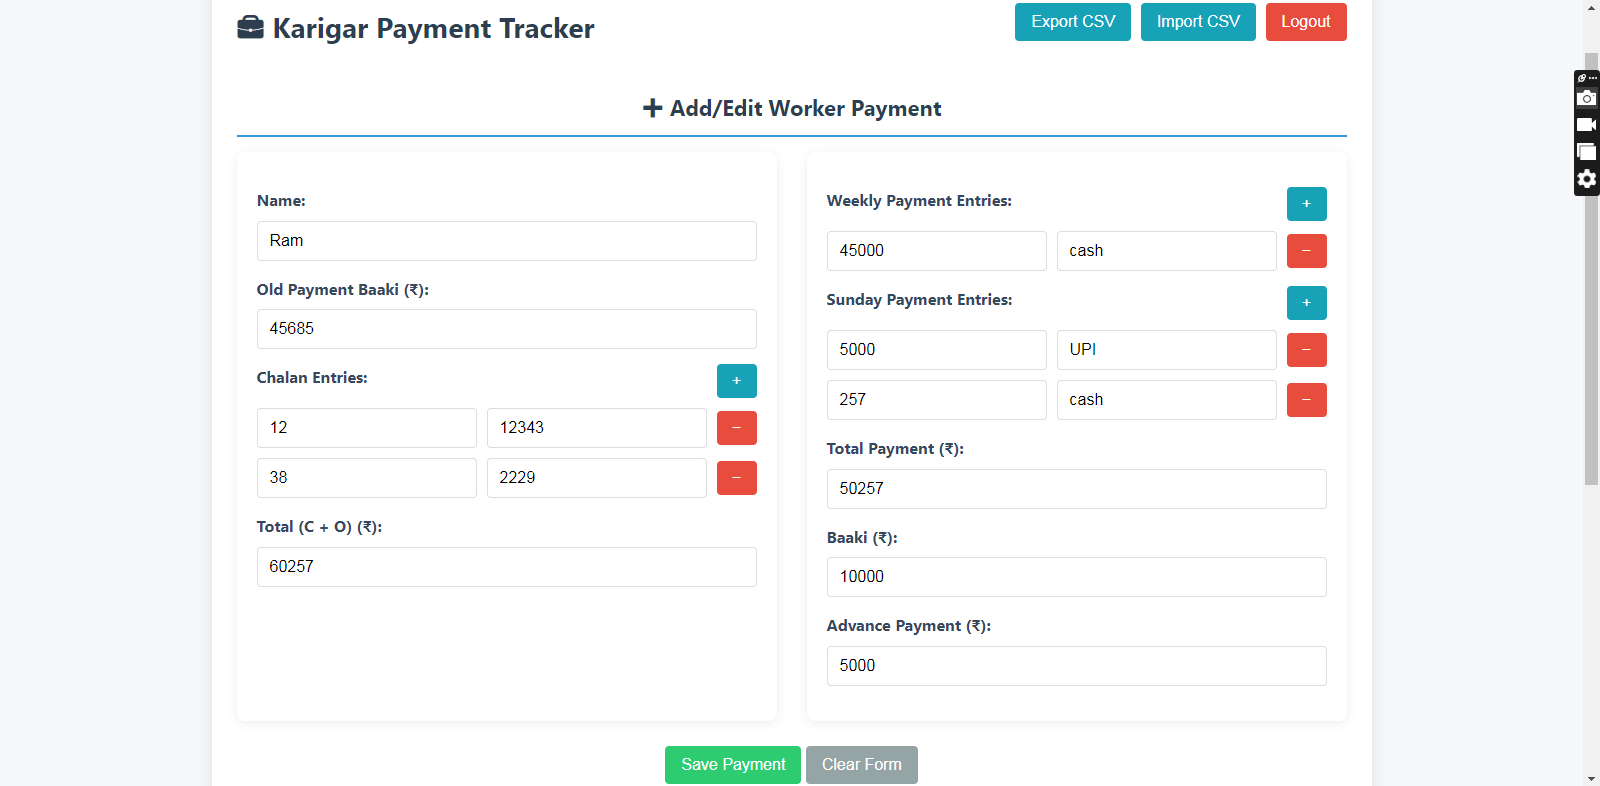 Karigar Payment Tracker
Export CSV
Import CSV
Logout
Add/Edit Worker Payment
Name:
Ram
Old Payment Baaki (₹):
45685
Chalan Entries:
+
12
12343
−
38
2229
−
Total (C + O) (₹):
60257
Weekly Payment Entries:
+
45000
cash
−
Sunday Payment Entries:
+
5000
UPI
−
257
cash
−
Total Payment (₹):
50257
Baaki (₹):
10000
Advance Payment (₹):
5000
Save Payment
Clear Form